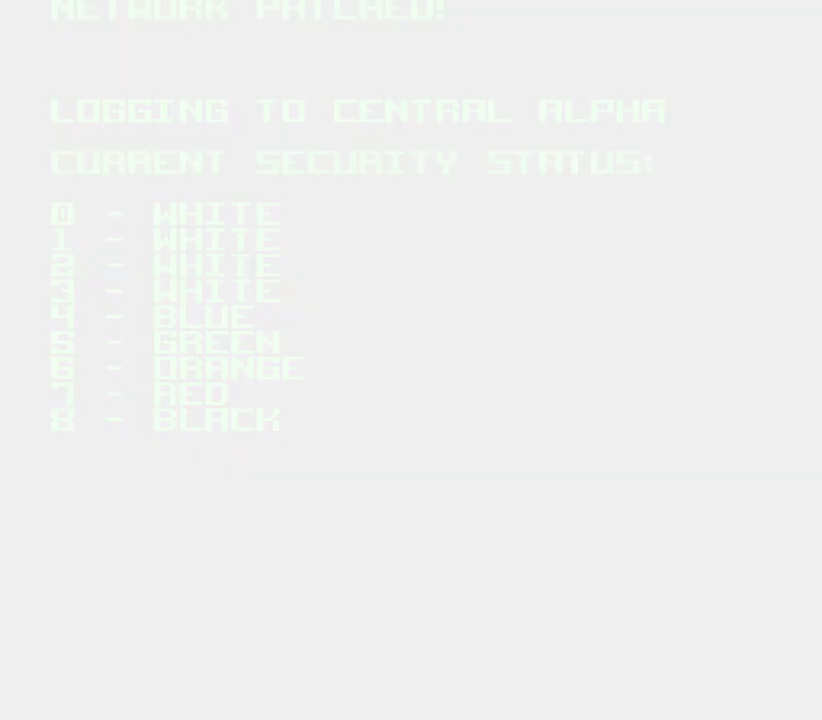 NETWORK PATCHED!
LOGGING TO CENTRAL ALPHA
CURRENT SECURITY STATUS:
0 - WHITE
1 - WHITE
2 - WHITE
3 - WHITE
4 - BLUE
5 - GREEN
6 - ORANGE
7 - RED
8 - BLACK